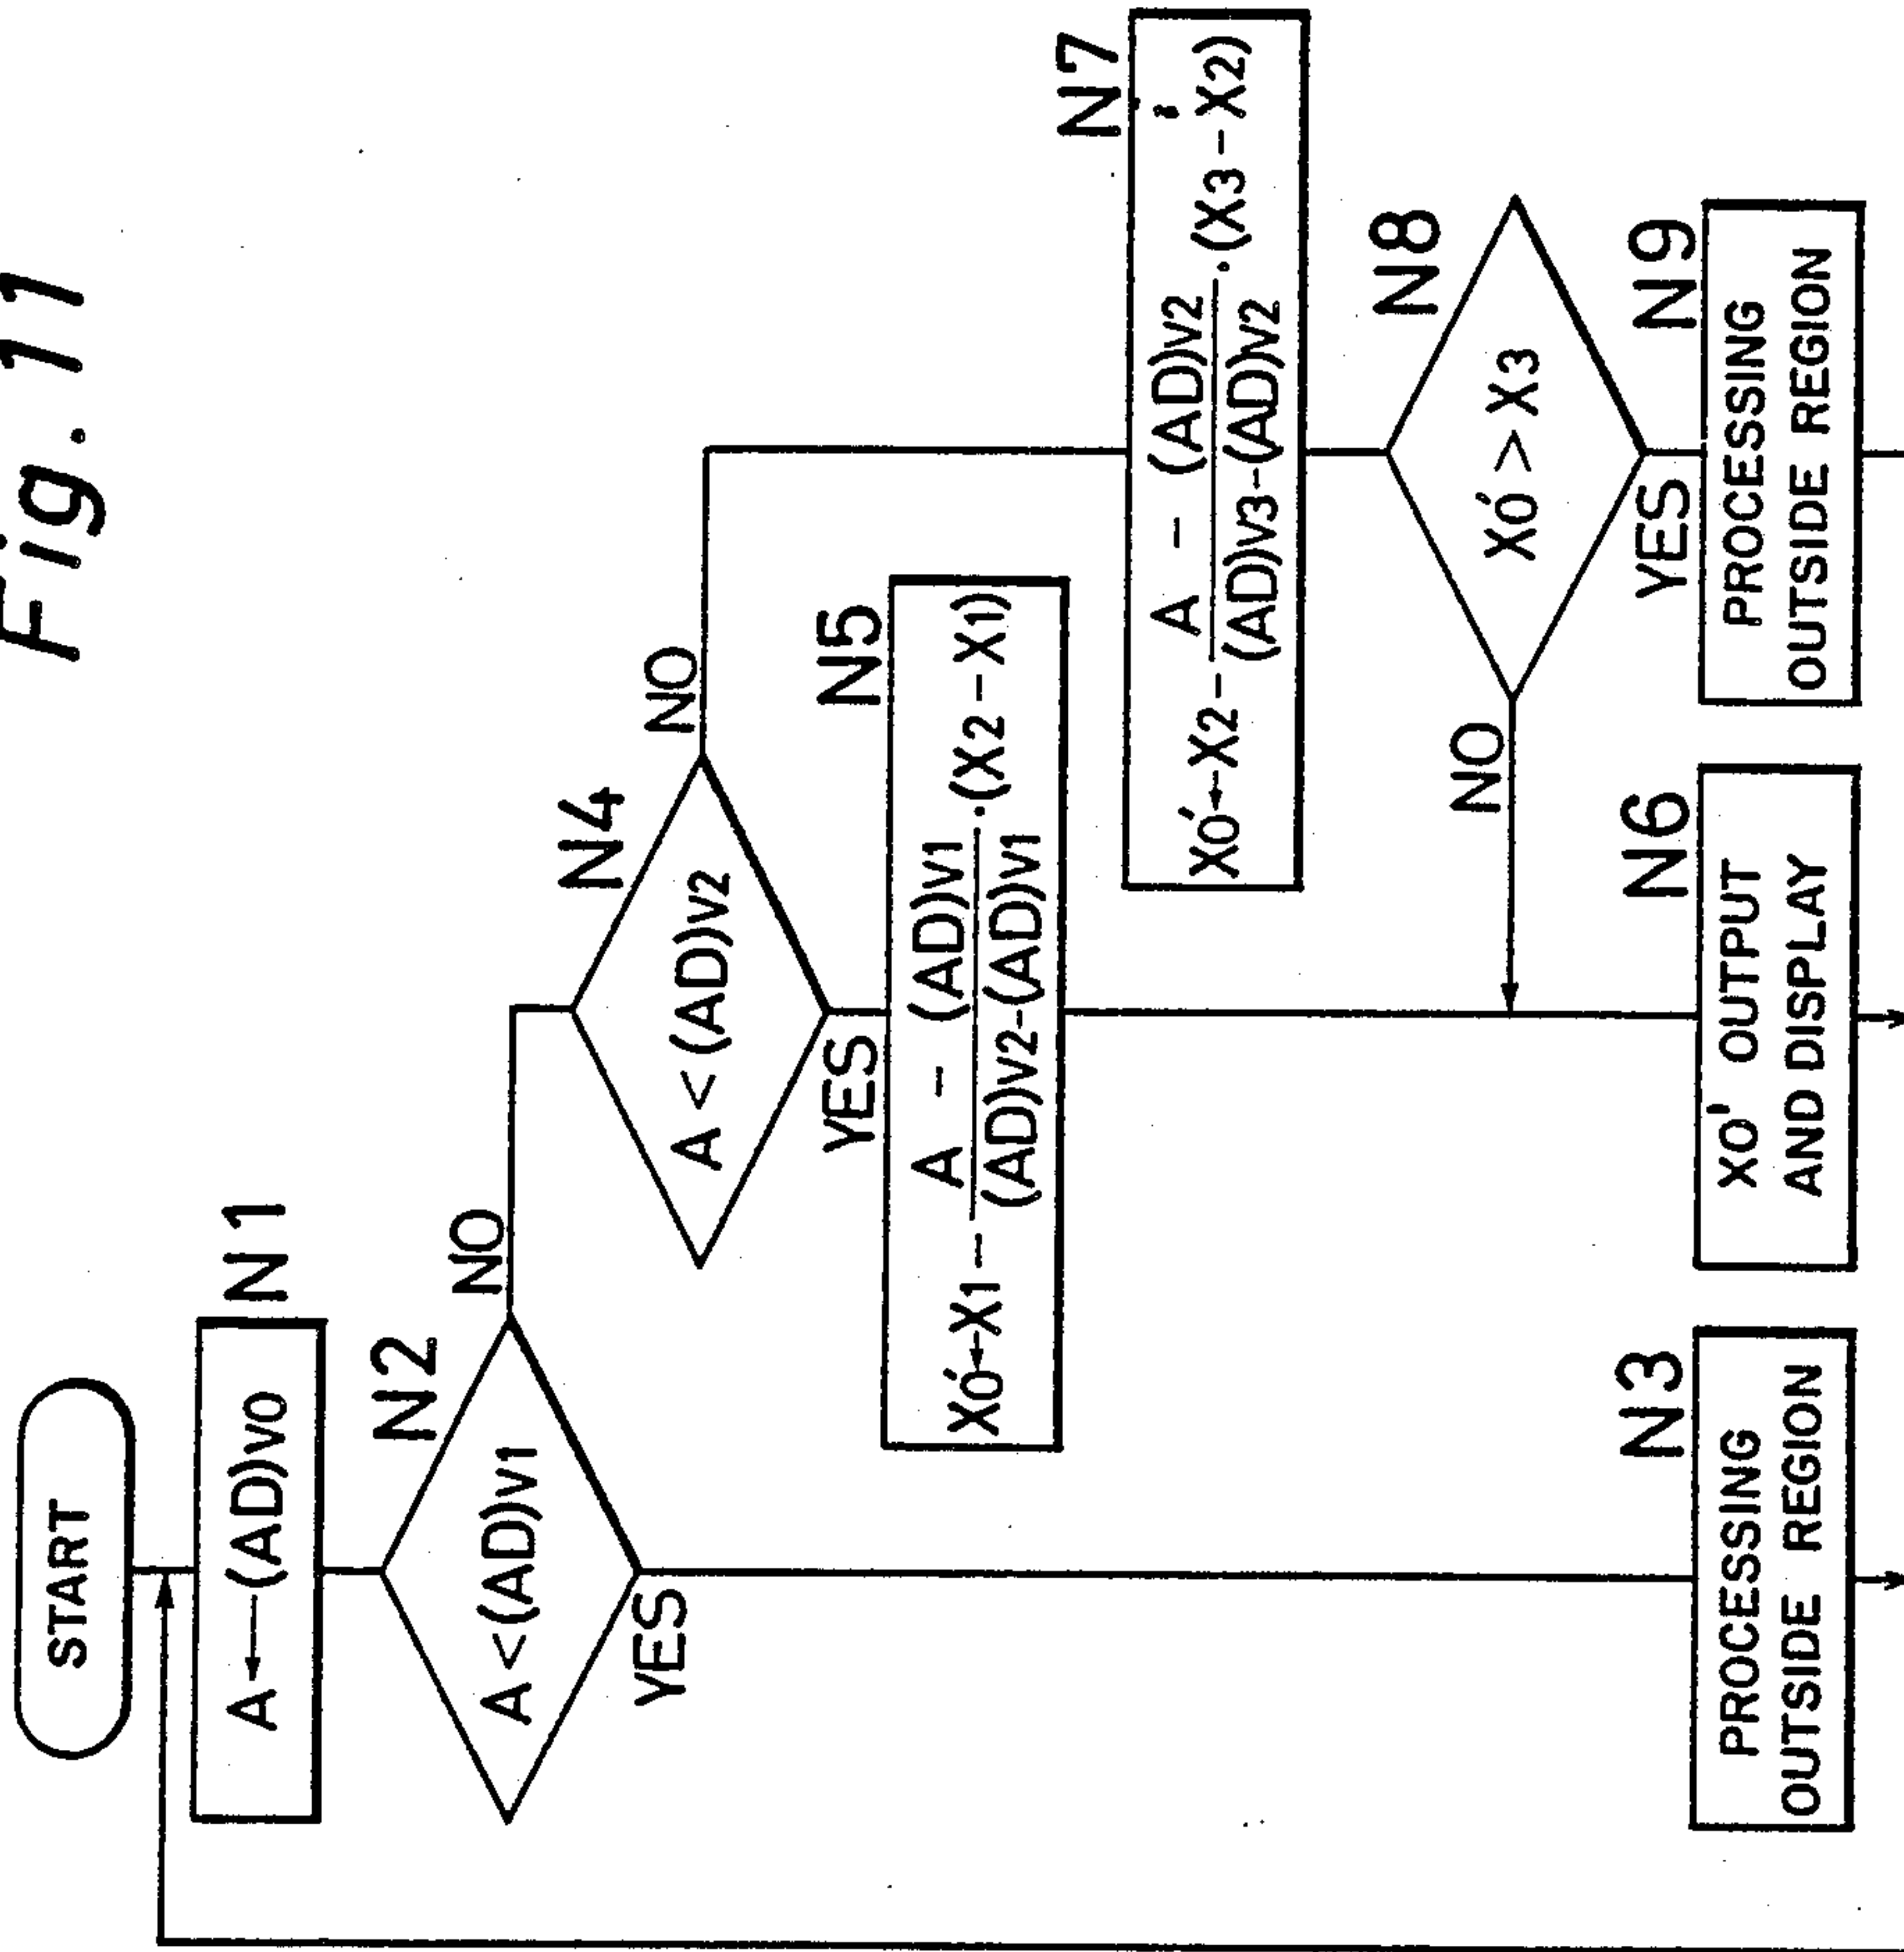 Fig. 11
START
N1
A ← (AD)V0
N2
A < (AD)V1
NO
YES
N3
PROCESSING
OUTSIDE REGION
N4
A < (AD)V2
NO
YES
N5
X0' ← X1 - (A - (AD)V1) / ((AD)V2-(AD)V1) · (X2 - X1)
N6
X0' OUTPUT
AND DISPLAY
N7
X0' ← X2 - (A - (AD)V2) / ((AD)V3-(AD)V2) · (X3 - X2)
N8
X0' > X3
NO
YES
N9
PROCESSING
OUTSIDE REGION